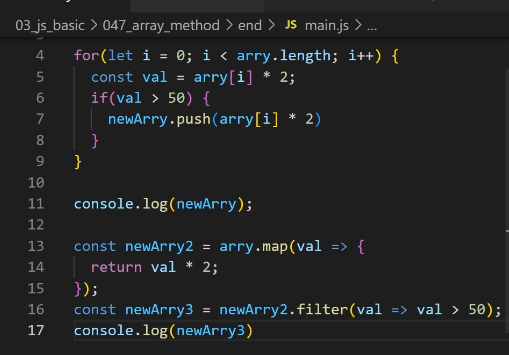 03_js_basic > 047_array_method > end > JS main.js > ...
4 for(let i = 0; i < arry.length; i++) {
5 const val = arry[i] * 2;
6 if(val > 50) {
7 newArry.push(arry[i] * 2)
8 }
9 }
10
11 console.log(newArry);
12
13 const newArry2 = arry.map(val => {
14 return val * 2;
15 });
16 const newArry3 = newArry2.filter(val => val > 50);
17 console.log(newArry3)